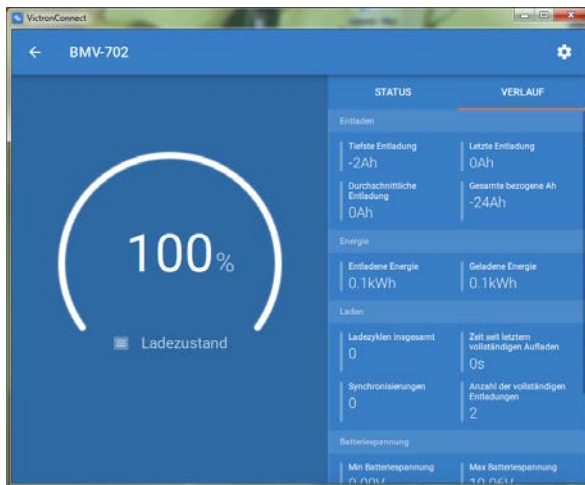 VictronConnect
BMV-702
STATUS
VERLAUF
100%
Ladezustand
Entladen
Tiefste Entladung
-2Ah
Letzte Entladung
0Ah
Durchschnittliche
Entladung
0Ah
Gesamte bezogene Ah
-24Ah
Energie
Entladene Energie
0.1kWh
Geladene Energie
0.1kWh
Laden
Ladezyklen insgesamt
0
Zeit seit letztem
vollständigen Aufladen
0s
Synchronisierungen
0
Anzahl der vollständigen
Entladungen
2
Batteriespannung
Min Batteriespannung
Max Batteriespannung